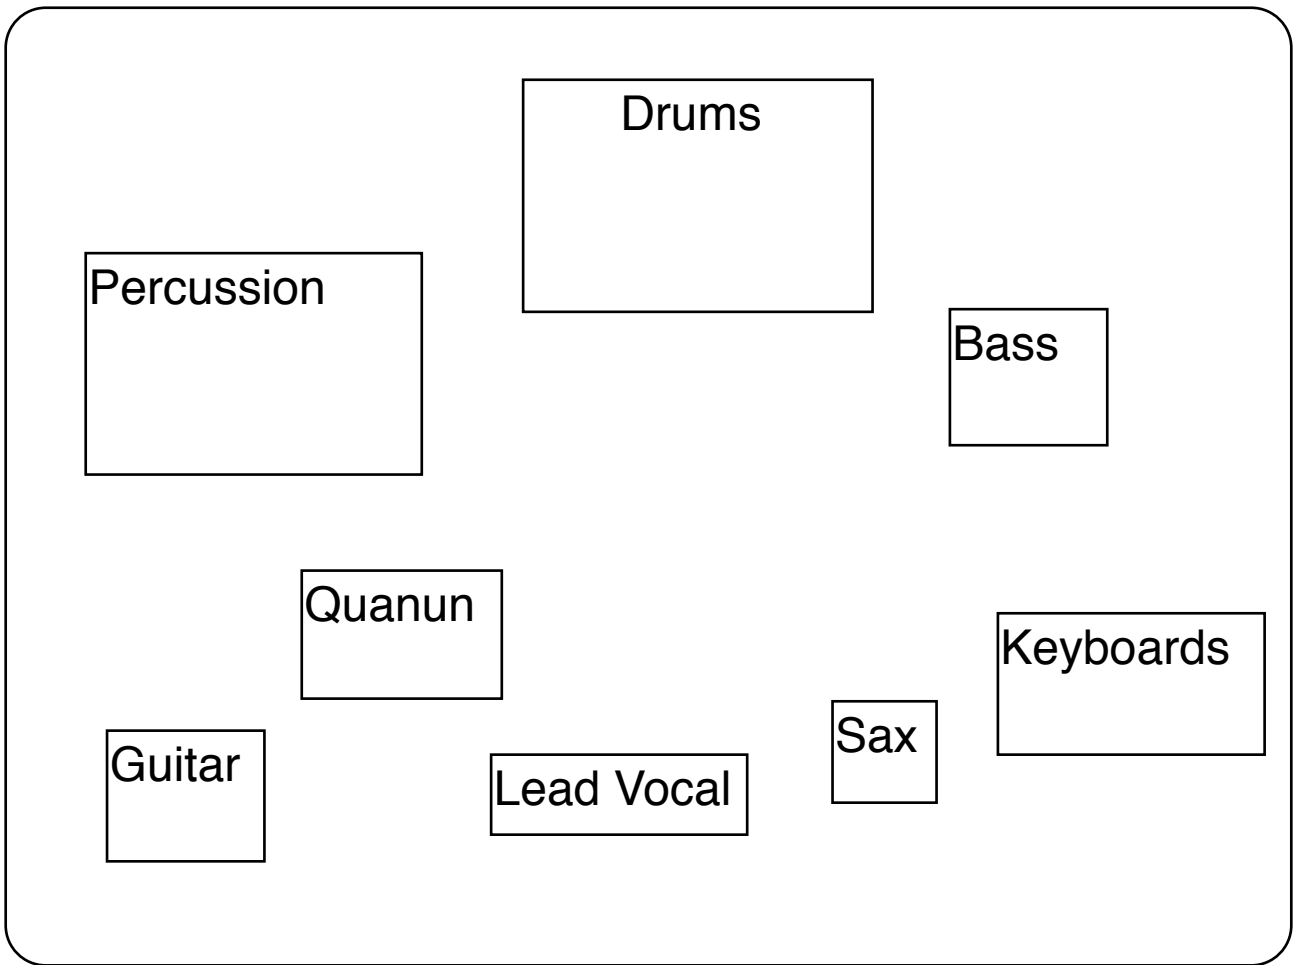 Drums
Percussion
Bass
Quanun
Keyboards
Sax
Guitar
Lead Vocal